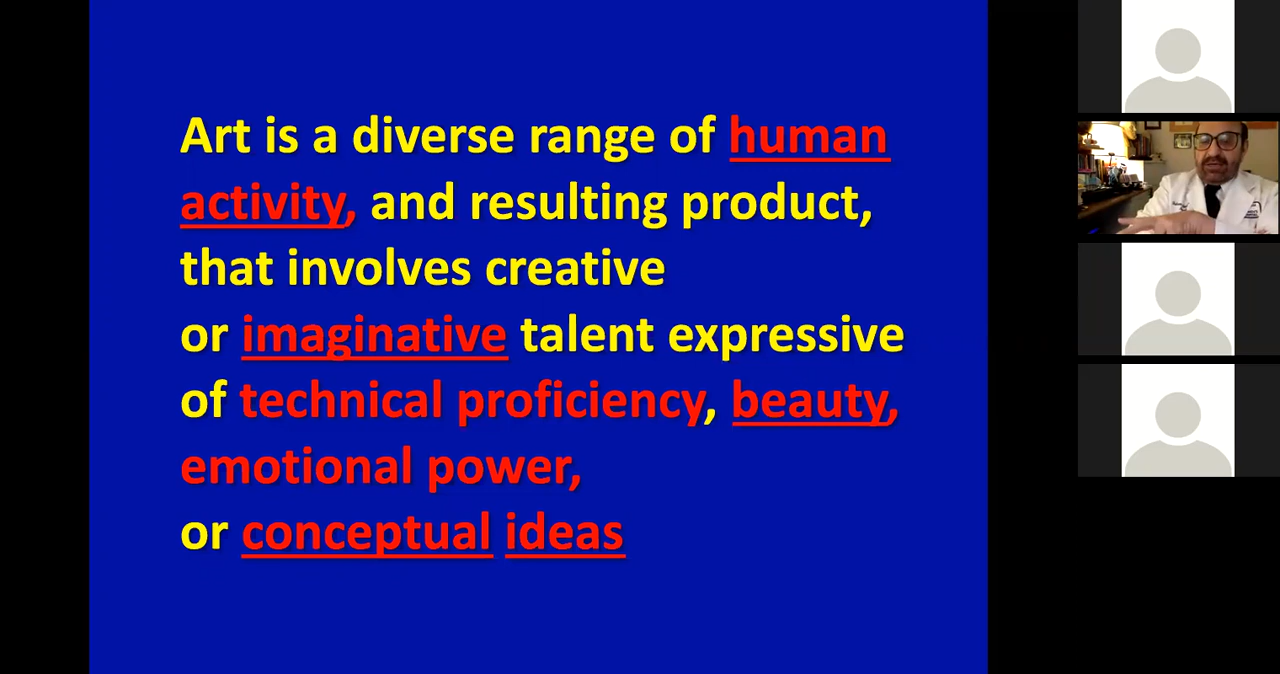 Art is a diverse range of human
activity, and resulting product,
that involves creative
or imaginative talent expressive
of technical proficiency, beauty,
emotional power,
or conceptual ideas